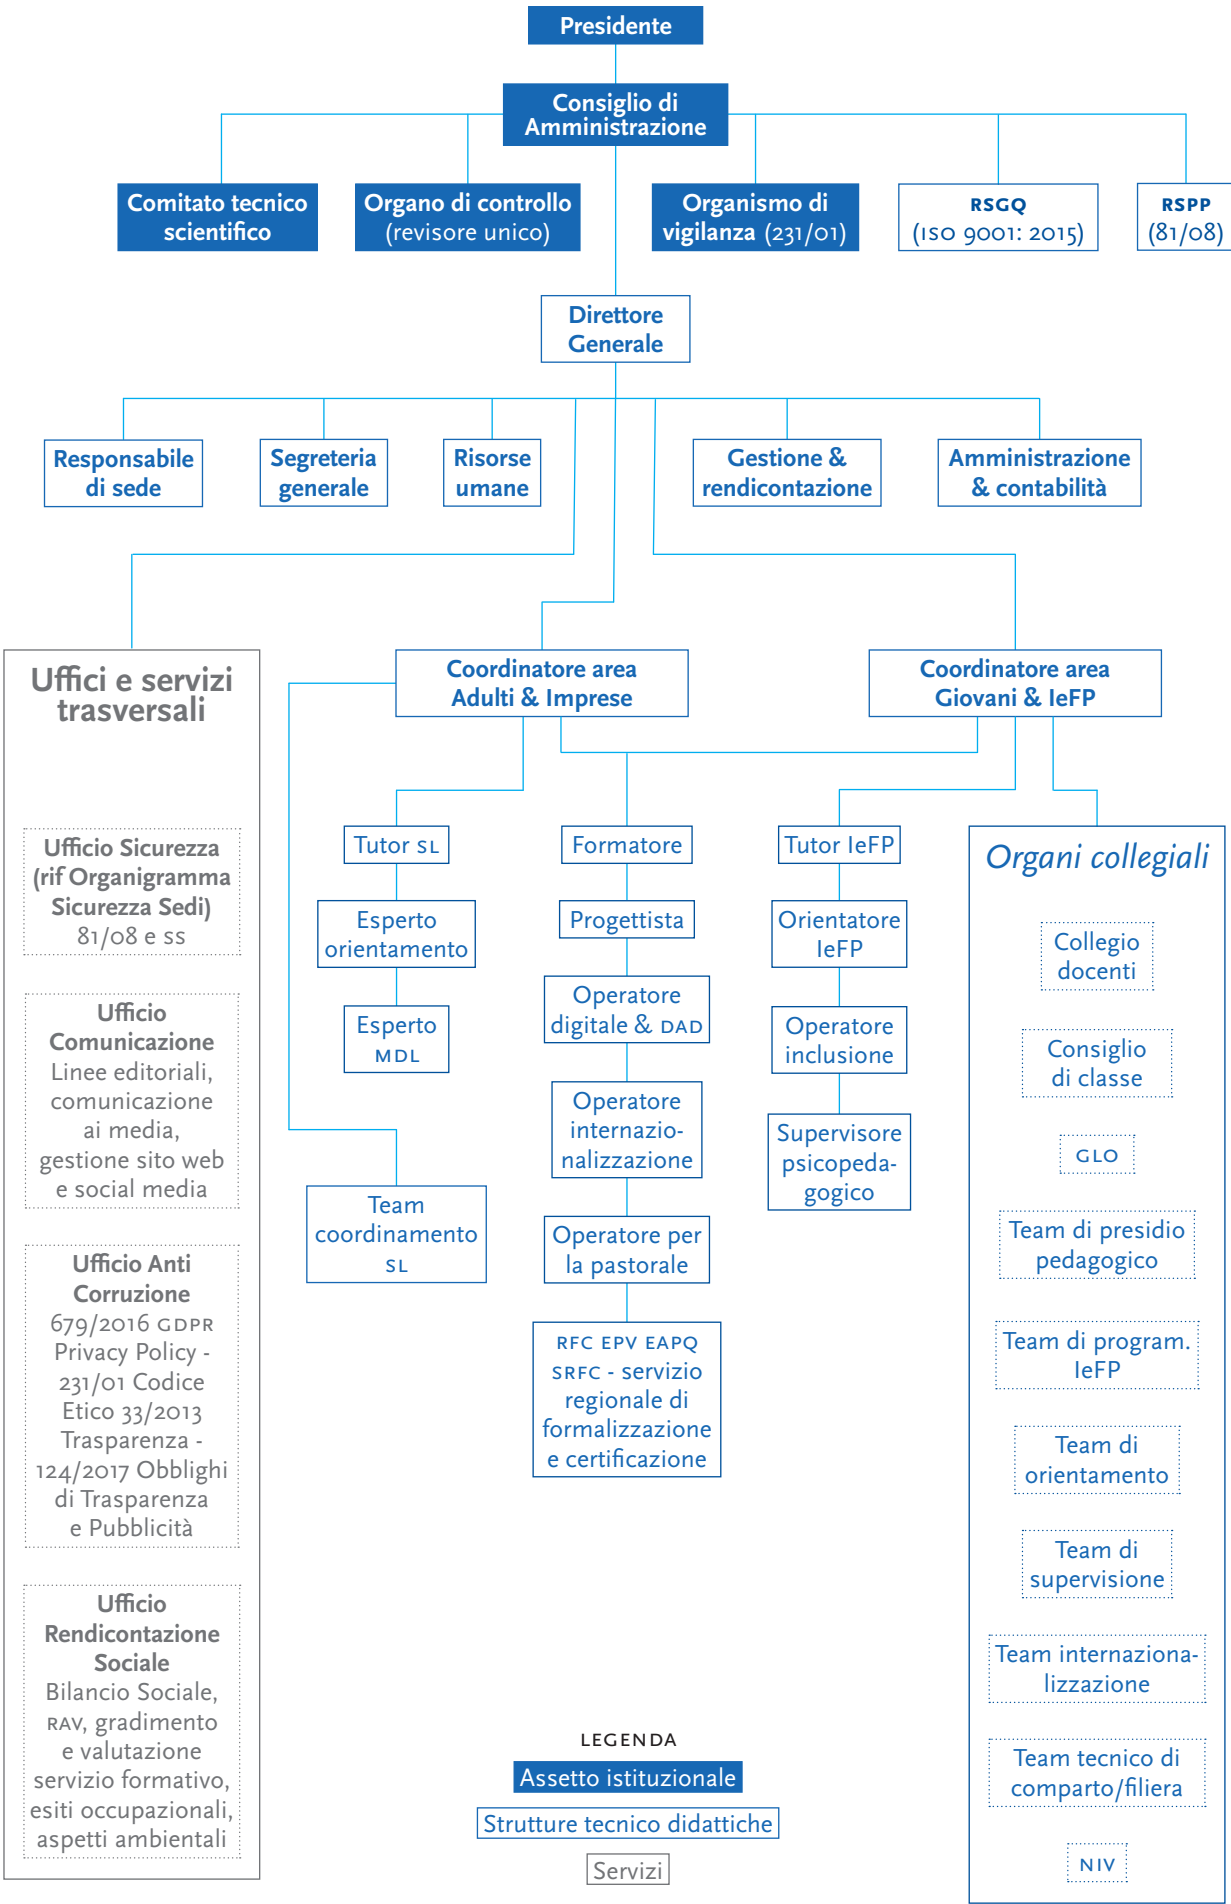 Presidente
Consiglio di
Amministrazione
Comitato tecnico
scientifico
Organo di controllo
(revisore unico)
Organismo di
vigilanza (231/01)
RSGQ
(ISO 9001: 2015)
RSPP
(81/08)
Direttore
Generale
Responsabile
di sede
Segreteria
generale
Risorse
umane
Gestione &
rendicontazione
Amministrazione
& contabilità
Uffici e servizi
trasversali
Ufficio Sicurezza
(rif Organigramma
Sicurezza Sedi)
81/08 e ss
Ufficio
Comunicazione
Linee editoriali,
comunicazione
ai media,
gestione sito web
e social media
Ufficio Anti
Corruzione
679/2016 GDPR
Privacy Policy -
231/01 Codice
Etico 33/2013
Trasparenza -
124/2017 Obblighi
di Trasparenza
e Pubblicità
Ufficio
Rendicontazione
Sociale
Bilancio Sociale,
RAV, gradimento
e valutazione
servizio formativo,
esiti occupazionali,
aspetti ambientali
Coordinatore area
Adulti & Imprese
Coordinatore area
Giovani & IeFP
Tutor SL
Esperto
orientamento
Esperto
MDL
Team
coordinamento
SL
Formatore
Progettista
Operatore
digitale & DAD
Operatore
internazio-
nalizzazione
Operatore per
la pastorale
RFC EPV EAPQ
SRFC - servizio
regionale di
formalizzazione
e certificazione
Tutor IeFP
Orientatore
IeFP
Operatore
inclusione
Supervisore
psicopeda-
gogico
Organi collegiali
Collegio
docenti
Consiglio
di classe
GLO
Team di presidio
pedagogico
Team di program.
IeFP
Team di
orientamento
Team di
supervisione
Team internaziona-
lizzazione
Team tecnico di
comparto/filiera
NIV
LEGENDA
Assetto istituzionale
Strutture tecnico didattiche
Servizi